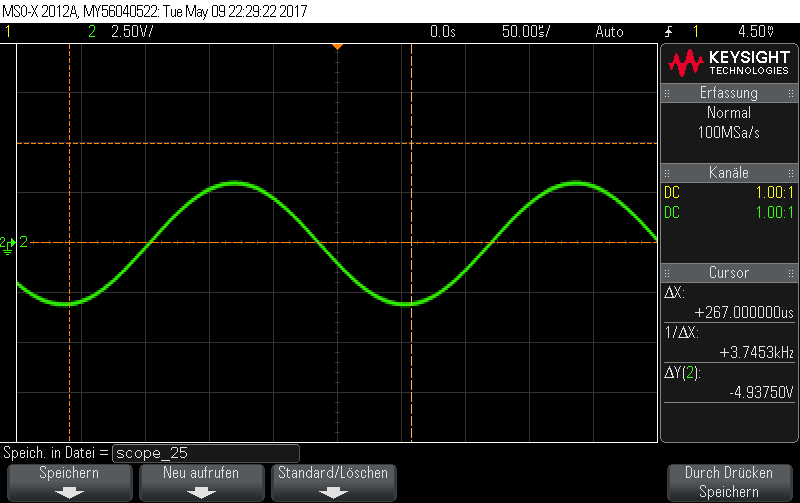 MSO-X 2012A, MY56040522: Tue May 09 22:29:22 2017
1 2 2.50V/ 0.0s 50.00us/ Auto 1 4.50V
KEYSIGHT
TECHNOLOGIES
Erfassung
Normal
100MSa/s
Kanäle
DC 1.00:1
DC 1.00:1
2 2
Cursor
ΔX:
+267.000000us
1/ΔX:
+3.7453kHz
ΔY(2):
-4.93750V
Speich. in Datei = scope_25
Speichern
Neu aufrufen
Standard/Löschen
Durch Drücken
Speichern